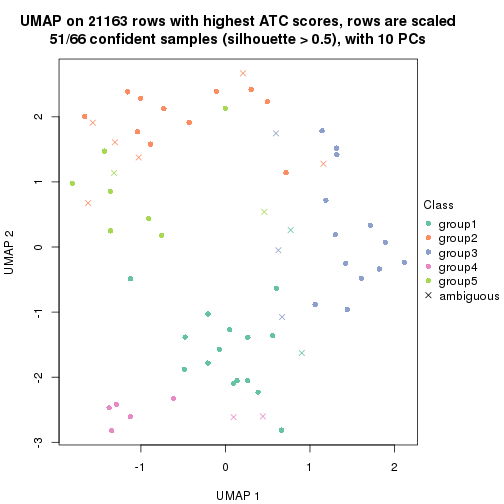 UMAP on 21163 rows with highest ATC scores, rows are scaled
51/66 confident samples (silhouette > 0.5), with 10 PCs
2
1
0
-1
-2
-3
UMAP 2
-1
0
1
2
UMAP 1
Class
group1
group2
group3
group4
group5
ambiguous